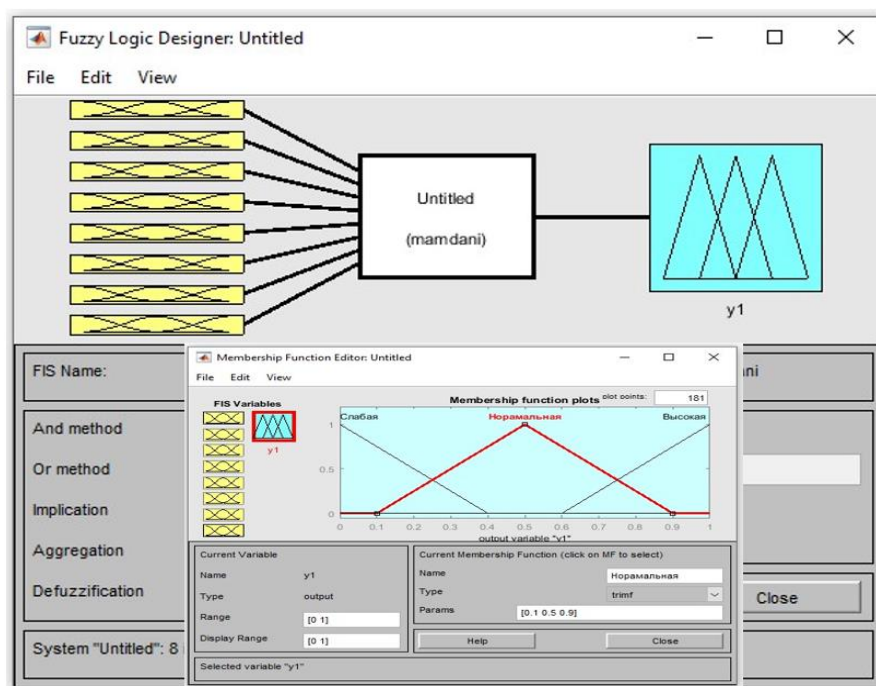 Fuzzy Logic Designer: Untitled
File Edit View
Untitled
(mamdani)
y1
FIS Name:
And method
Or method
Implication
Aggregation
Defuzzification
Close
System "Untitled": 8
Membership Function Editor: Untitled
File Edit View
FIS Variables
y1
Membership function plots
plot points: 181
Слабая Норамальная Высокая
1
0.5
0
0 0.1 0.2 0.3 0.4 0.5 0.6 0.7 0.8 0.9 1
output variable "y1"
Current Variable
Name y1
Type output
Range [0 1]
Display Range [0 1]
Current Membership Function (click on MF to select)
Name Норамальная
Type trimf
Params [0.1 0.5 0.9]
Help Close
Selected variable "y1"